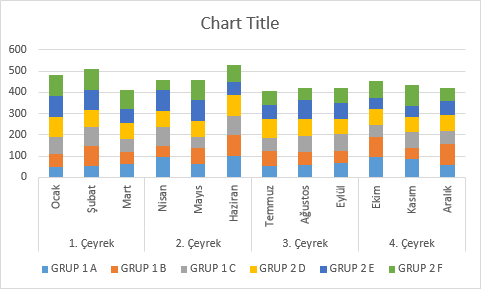 Chart Title
600
500
400
300
200
100
0
Ocak Şubat Mart Nisan Mayıs Haziran Temmuz Ağustos Eylül Ekim Kasım Aralık
1. Çeyrek 2. Çeyrek 3. Çeyrek 4. Çeyrek
GRUP 1 A GRUP 1 B GRUP 1 C GRUP 2 D GRUP 2 E GRUP 2 F